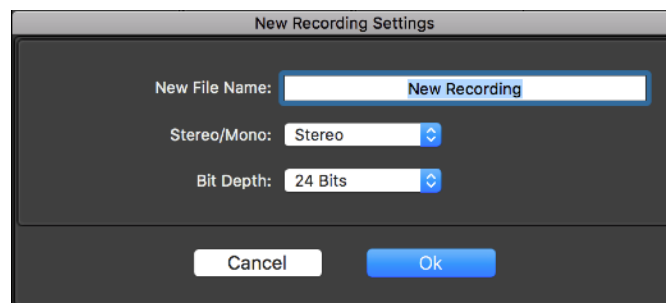 New Recording Settings
New File Name: New Recording
Stereo/Mono: Stereo
Bit Depth: 24 Bits
Cancel Ok